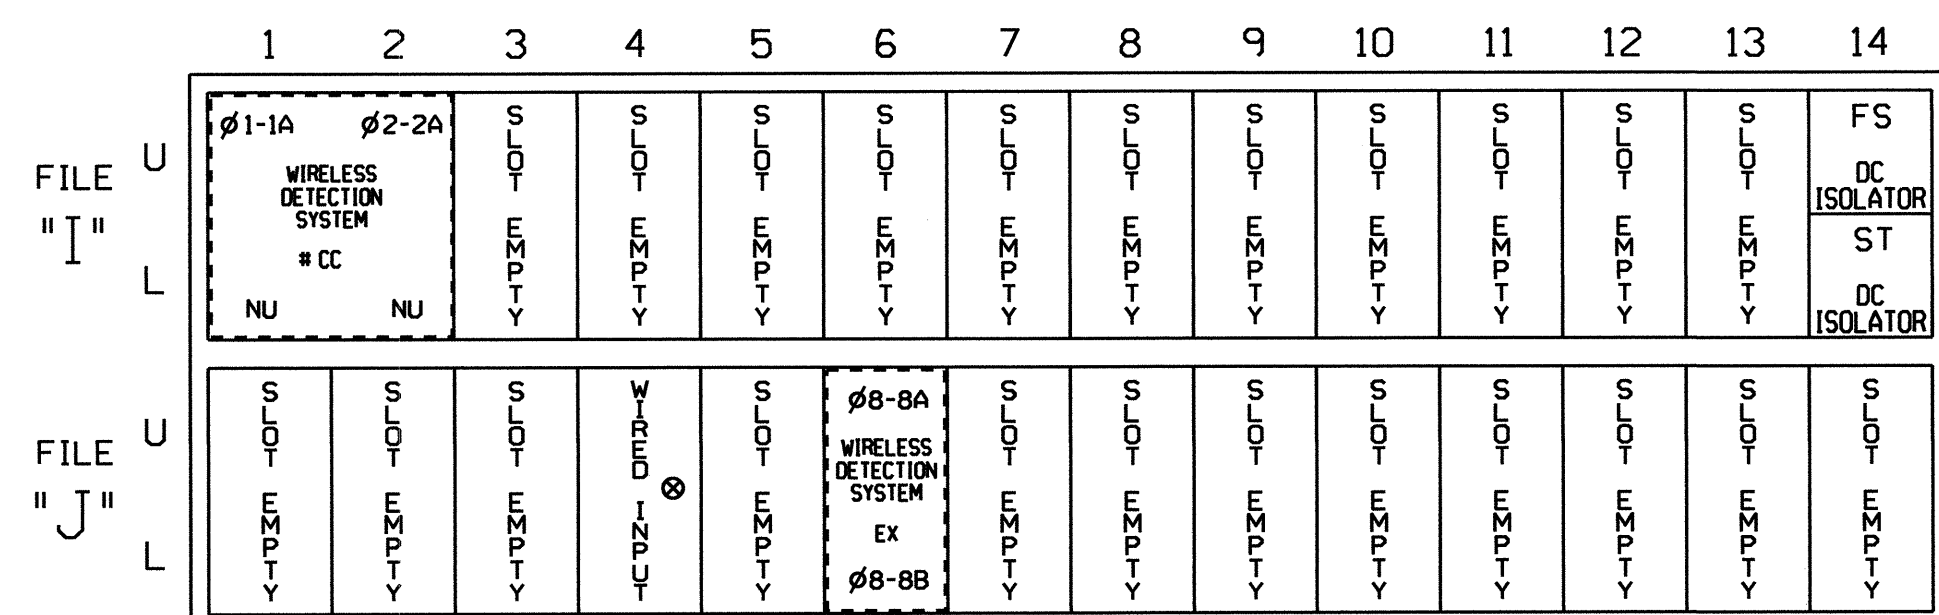 1 2 3 4 5 6 7 8 9 10 11 12 13 14
FILE "I"
U
L
Ø1-1A Ø2-2A
WIRELESS
DETECTION
SYSTEM
# CC
NU NU
SLOT EMPTY
SLOT EMPTY
SLOT EMPTY
SLOT EMPTY
SLOT EMPTY
SLOT EMPTY
SLOT EMPTY
SLOT EMPTY
SLOT EMPTY
SLOT EMPTY
SLOT EMPTY
FS
DC
ISOLATOR
ST
DC
ISOLATOR
FILE "J"
U
L
SLOT EMPTY
SLOT EMPTY
SLOT EMPTY
WIRED INPUT
⊗
SLOT EMPTY
Ø8-8A
WIRELESS
DETECTION
SYSTEM
EX
Ø8-8B
SLOT EMPTY
SLOT EMPTY
SLOT EMPTY
SLOT EMPTY
SLOT EMPTY
SLOT EMPTY
SLOT EMPTY
SLOT EMPTY